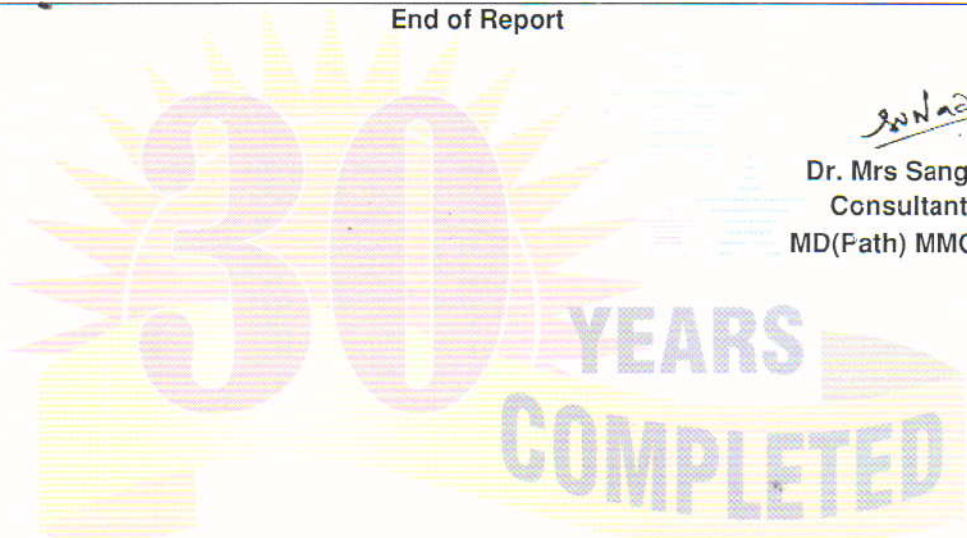 End of Report
Dr. Mrs Sang
Consultant
MD(Path) MMC
30
YEARS
COMPLETED